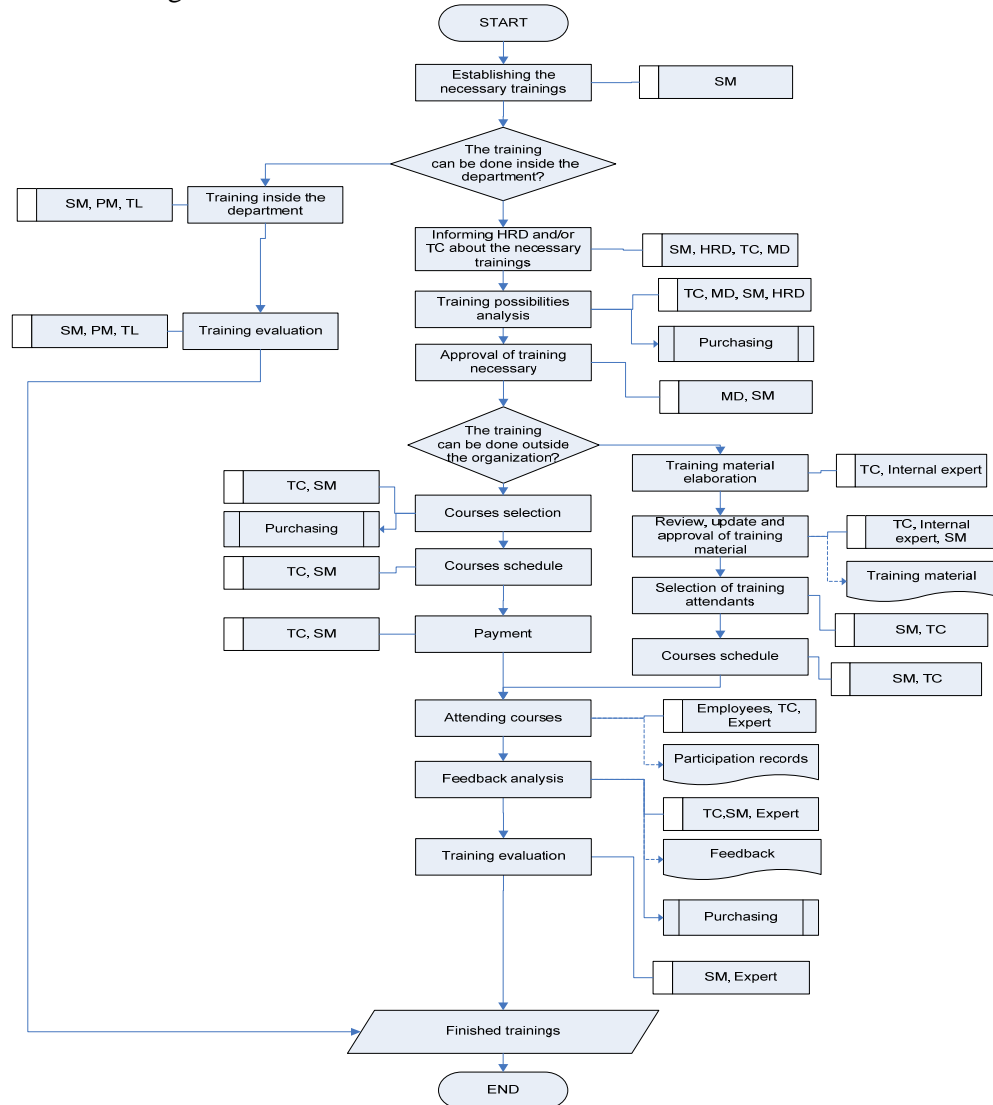 START
Establishing the
necessary trainings
SM
The training
can be done inside the
department?
SM, PM, TL
Training inside the
department
Informing HRD and/or
TC about the necessary
trainings
SM, HRD, TC, MD
Training possibilities
analysis
TC, MD, SM, HRD
Purchasing
SM, PM, TL
Training evaluation
Approval of training
necessary
MD, SM
The training
can be done outside
the organization?
Training material
elaboration
TC, Internal expert
TC, SM
Purchasing
Courses selection
Review, update and
approval of training
material
TC, Internal
expert, SM
Training material
TC, SM
Courses schedule
Selection of training
attendants
SM, TC
TC, SM
Payment
Courses schedule
SM, TC
Attending courses
Employees, TC,
Expert
Participation records
Feedback analysis
TC,SM, Expert
Feedback
Purchasing
Training evaluation
SM, Expert
Finished trainings
END